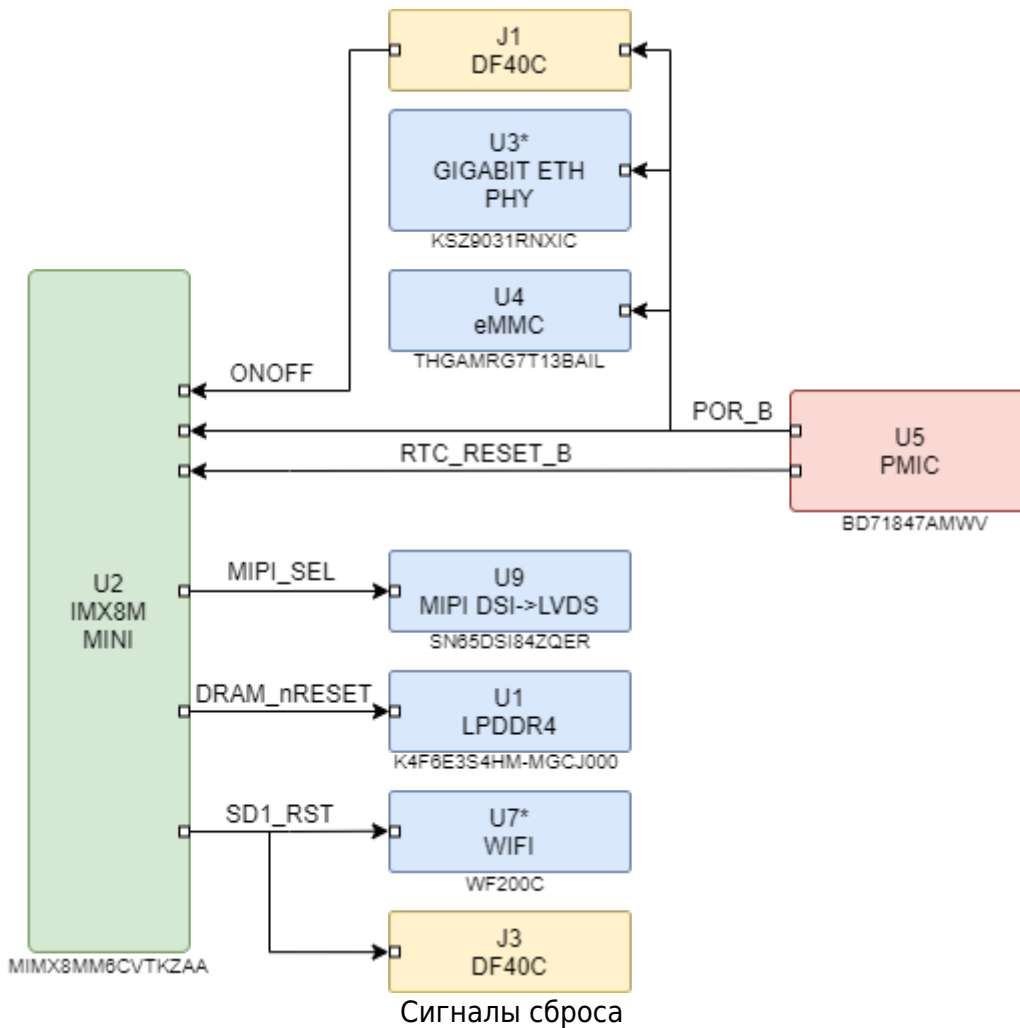 J1
DF40C
U3*
GIGABIT ETH
PHY
KSZ9031RNXIC
U4
eMMC
THGAMRG7T13BAIL
ONOFF
POR_B
RTC_RESET_B
U5
PMIC
BD71847AMWV
U2
IMX8M
MINI
MIMX8MM6CVTKZAA
MIPI_SEL
U9
MIPI DSI->LVDS
SN65DSI84ZQER
DRAM_nRESET
U1
LPDDR4
K4F6E3S4HM-MGCJ000
SD1_RST
U7*
WIFI
WF200C
J3
DF40C
Сигналы сброса